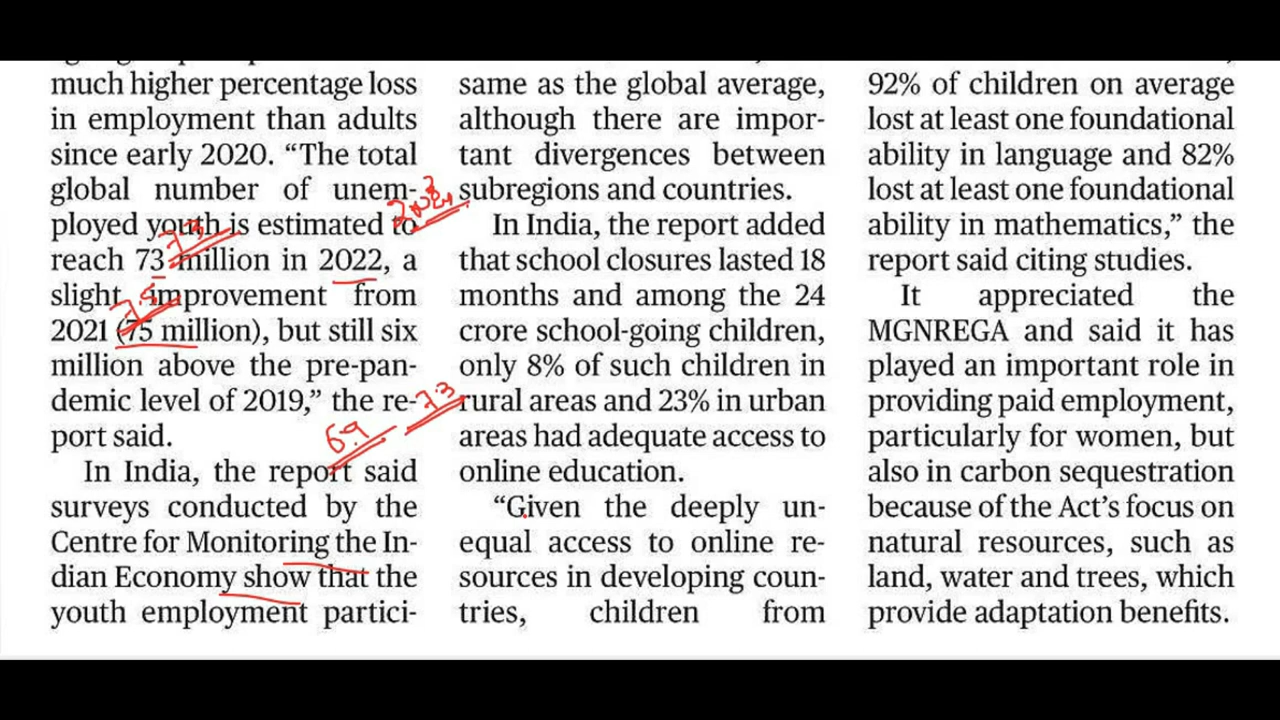 much higher percentage loss
in employment than adults
since early 2020. “The total
global number of unem-
ployed youth is estimated to
reach 73 million in 2022, a
slight improvement from
2021 (75 million), but still six
million above the pre-pan-
demic level of 2019,” the re-
port said.
In India, the report said
surveys conducted by the
Centre for Monitoring the In-
dian Economy show that the
youth employment partici-
same as the global average,
although there are impor-
tant divergences between
subregions and countries.
In India, the report added
that school closures lasted 18
months and among the 24
crore school-going children,
only 8% of such children in
rural areas and 23% in urban
areas had adequate access to
online education.
“Given the deeply un-
equal access to online re-
sources in developing coun-
tries, children from
92% of children on average
lost at least one foundational
ability in language and 82%
lost at least one foundational
ability in mathematics,” the
report said citing studies.
It appreciated the
MGNREGA and said it has
played an important role in
providing paid employment,
particularly for women, but
also in carbon sequestration
because of the Act’s focus on
natural resources, such as
land, water and trees, which
provide adaptation benefits.
73
7.5
69
7.3